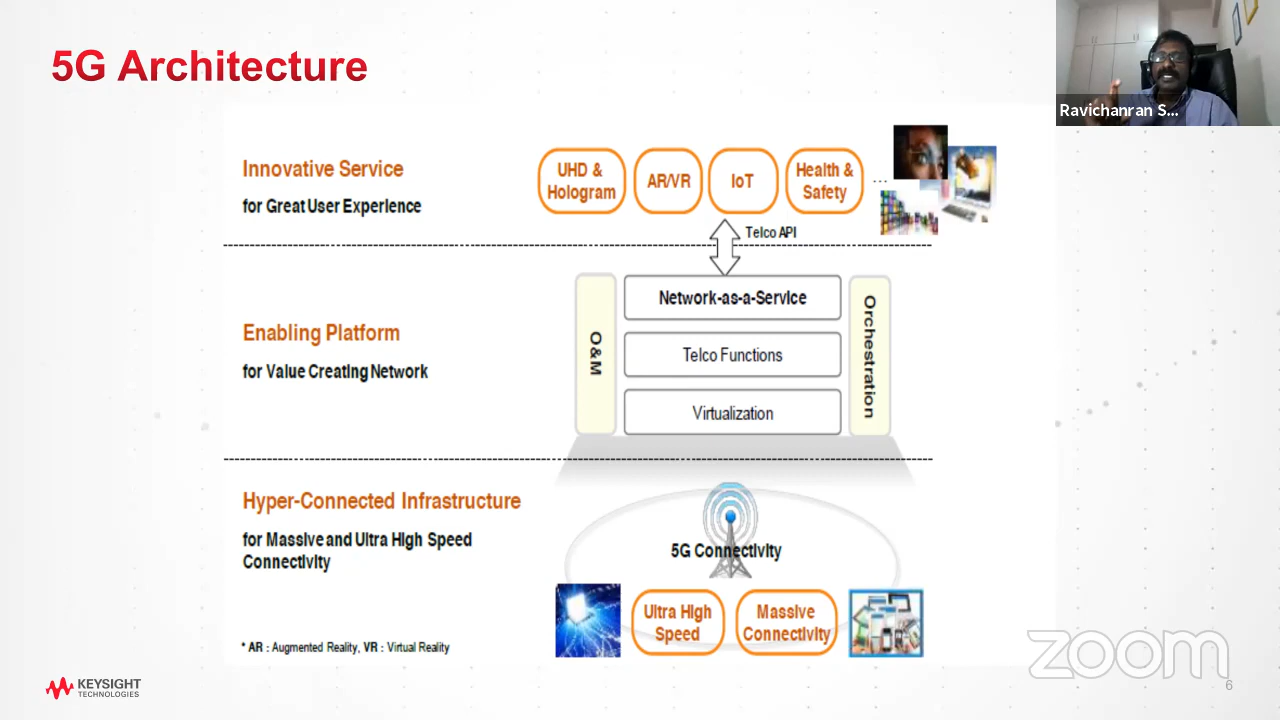 5G Architecture
Ravichanran S...
Innovative Service
for Great User Experience
UHD &
Hologram
AR/VR
IoT
Health &
Safety
...
Telco API
Enabling Platform
for Value Creating Network
O&M
Network-as-a-Service
Telco Functions
Virtualization
Orchestration
Hyper-Connected Infrastructure
for Massive and Ultra High Speed
Connectivity
5G Connectivity
Ultra High
Speed
Massive
Connectivity
* AR : Augmented Reality, VR : Virtual Reality
KEYSIGHT
TECHNOLOGIES
zoom
6